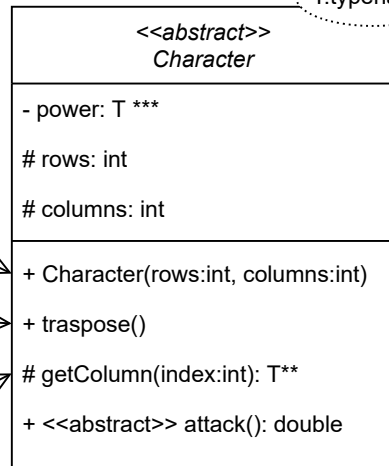 <<abstract>>
Character
- power: T ***
# rows: int
# columns: int
+ Character(rows:int, columns:int)
+ traspose()
# getColumn(index:int): T**
+ <<abstract>> attack(): double